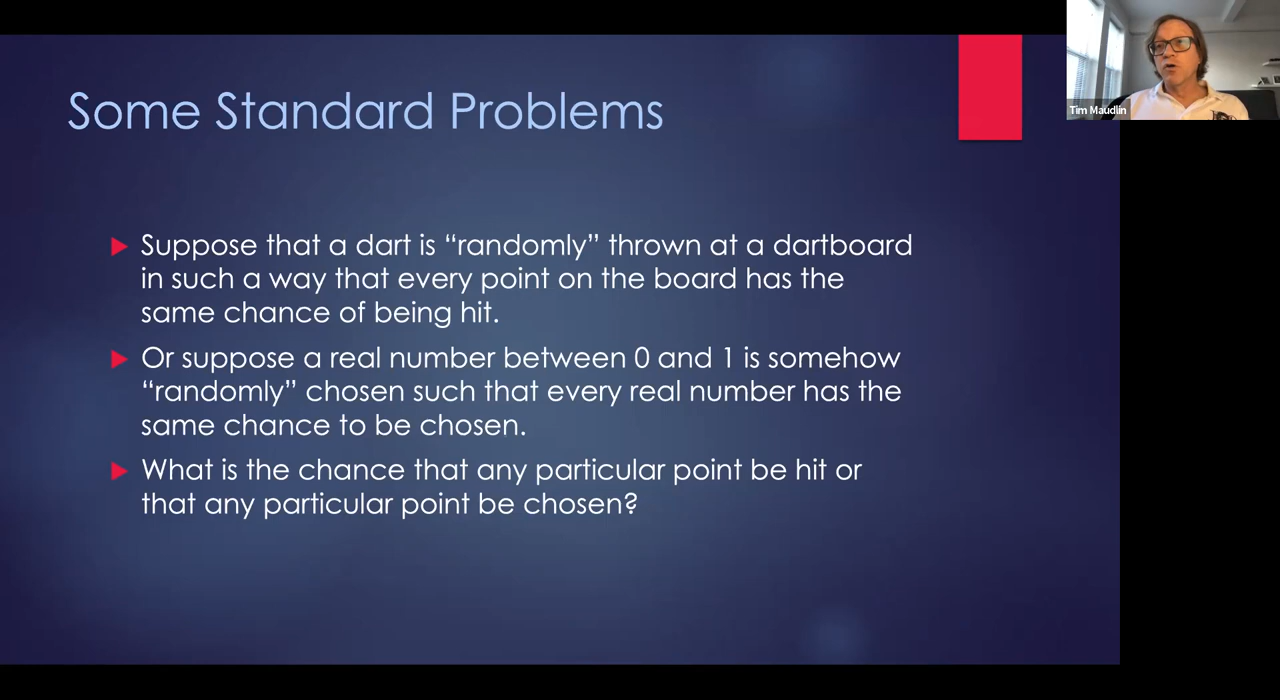 Some Standard Problems
Tim Maudlin
Suppose that a dart is “randomly” thrown at a dartboard
in such a way that every point on the board has the
same chance of being hit.
Or suppose a real number between 0 and 1 is somehow
“randomly” chosen such that every real number has the
same chance to be chosen.
What is the chance that any particular point be hit or
that any particular point be chosen?